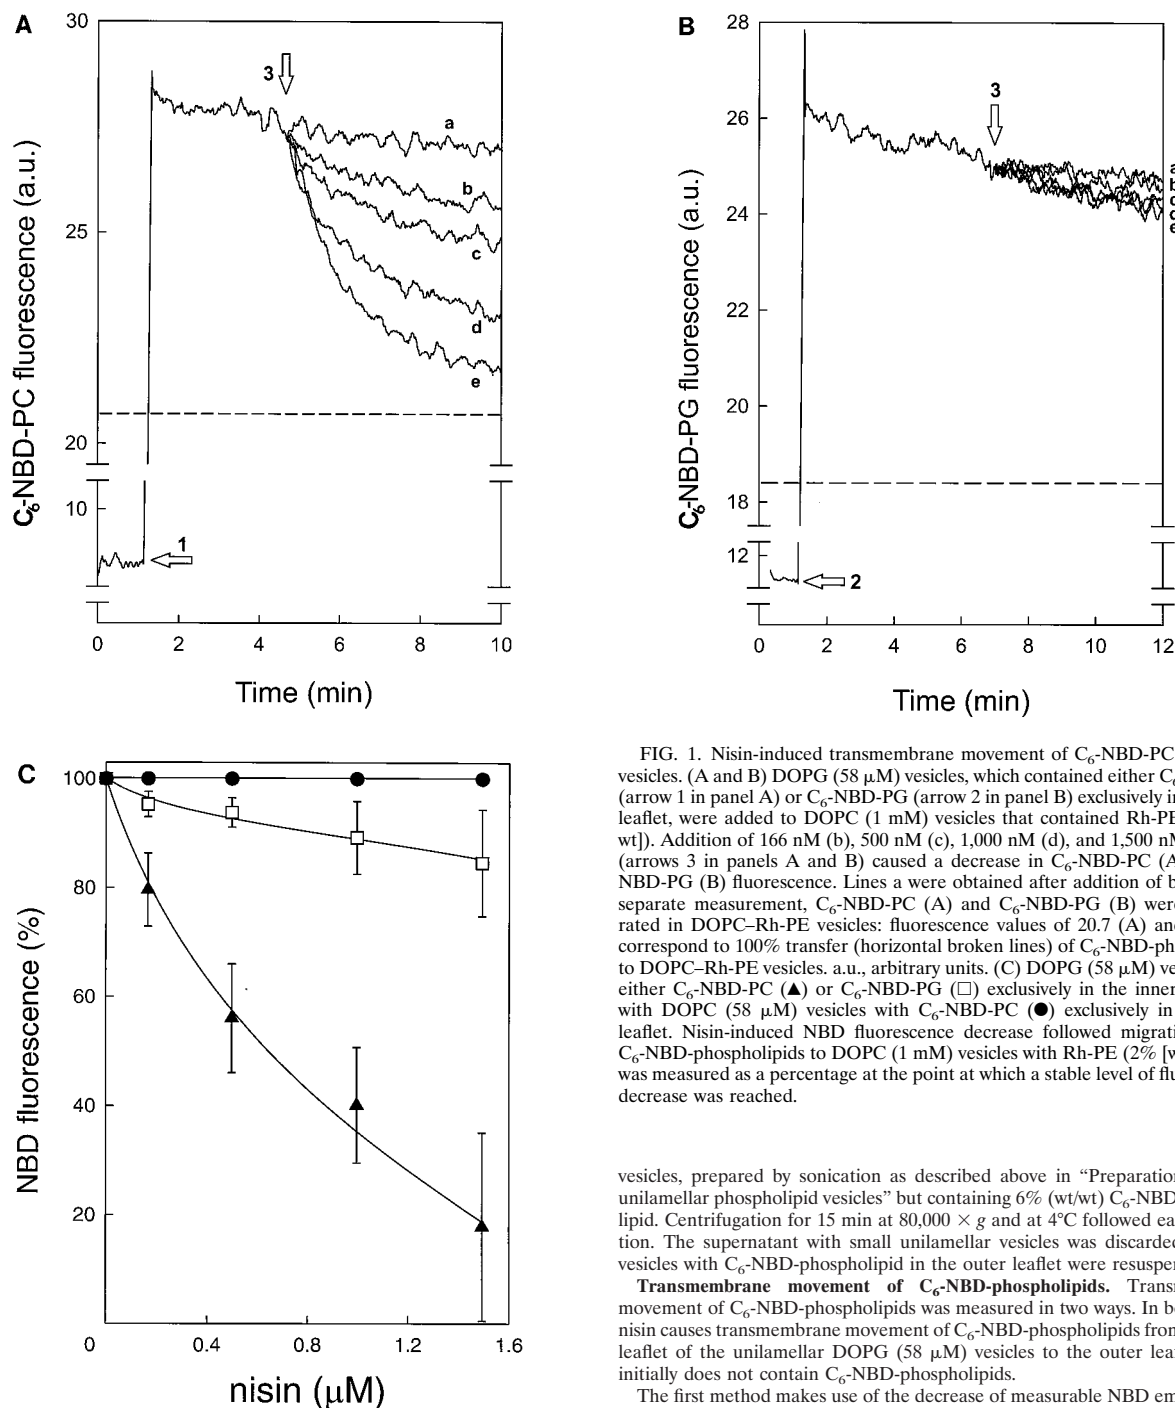 A
30
25
20
10
C6-NBD-PC fluorescence (a.u.)
3
a
b
c
d
e
1
0 2 4 6 8 10
Time (min)
B
28
26
24
22
20
18
12
C6-NBD-PG fluorescence (a.u.)
3
2
0 2 4 6 8 10 12
Time (min)
C
100
80
60
40
20
NBD fluorescence (%)
0 0.4 0.8 1.2 1.6
nisin (μM)
FIG. 1. Nisin-induced transmembrane movement of C6-NBD-PC
vesicles. (A and B) DOPG (58 μM) vesicles, which contained either C6
(arrow 1 in panel A) or C6-NBD-PG (arrow 2 in panel B) exclusively in
leaflet, were added to DOPC (1 mM) vesicles that contained Rh-PE
wt]). Addition of 166 nM (b), 500 nM (c), 1,000 nM (d), and 1,500 nM
(arrows 3 in panels A and B) caused a decrease in C6-NBD-PC (A
NBD-PG (B) fluorescence. Lines a were obtained after addition of b
separate measurement, C6-NBD-PC (A) and C6-NBD-PG (B) were
rated in DOPC–Rh-PE vesicles: fluorescence values of 20.7 (A) and
correspond to 100% transfer (horizontal broken lines) of C6-NBD-ph
to DOPC–Rh-PE vesicles. a.u., arbitrary units. (C) DOPG (58 μM) ve
either C6-NBD-PC (▲) or C6-NBD-PG (□) exclusively in the inner
with DOPC (58 μM) vesicles with C6-NBD-PC (●) exclusively in
leaflet. Nisin-induced NBD fluorescence decrease followed migrati
C6-NBD-phospholipids to DOPC (1 mM) vesicles with Rh-PE (2% [w
was measured as a percentage at the point at which a stable level of flu
decrease was reached.
vesicles, prepared by sonication as described above in “Preparation
unilamellar phospholipid vesicles” but containing 6% (wt/wt) C6-NBD
lipid. Centrifugation for 15 min at 80,000 × g and at 4°C followed ea
tion. The supernatant with small unilamellar vesicles was discarded
vesicles with C6-NBD-phospholipid in the outer leaflet were resuspen
Transmembrane movement of C6-NBD-phospholipids. Trans
movement of C6-NBD-phospholipids was measured in two ways. In b
nisin causes transmembrane movement of C6-NBD-phospholipids from
leaflet of the unilamellar DOPG (58 μM) vesicles to the outer lea
initially does not contain C6-NBD-phospholipids.
The first method makes use of the decrease of measurable NBD em